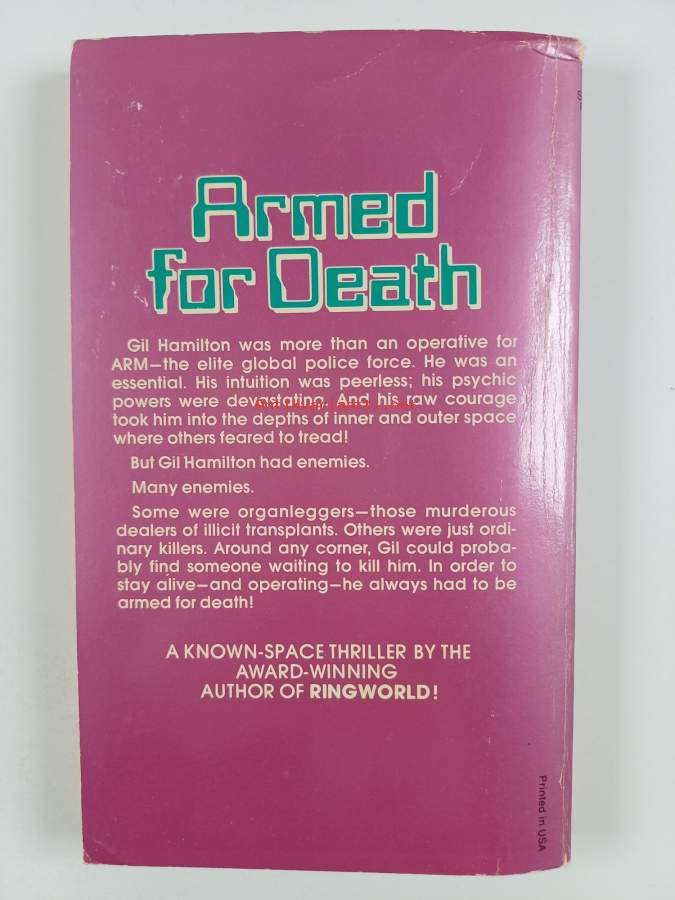 Armed
for Death
Gil Hamilton was more than an operative for
ARM—the elite global police force. He was an
essential. His intuition was peerless; his psychic
powers were devastating. And his raw courage
took him into the depths of inner and outer space
where others feared to tread!
But Gil Hamilton had enemies.
Many enemies.
Some were organleggers—those murderous
dealers of illicit transplants. Others were just ordi-
nary killers. Around any corner, Gil could proba-
bly find someone waiting to kill him. In order to
stay alive—and operating—he always had to be
armed for death!
A KNOWN-SPACE THRILLER BY THE
AWARD-WINNING
AUTHOR OF RINGWORLD!
Printed in USA